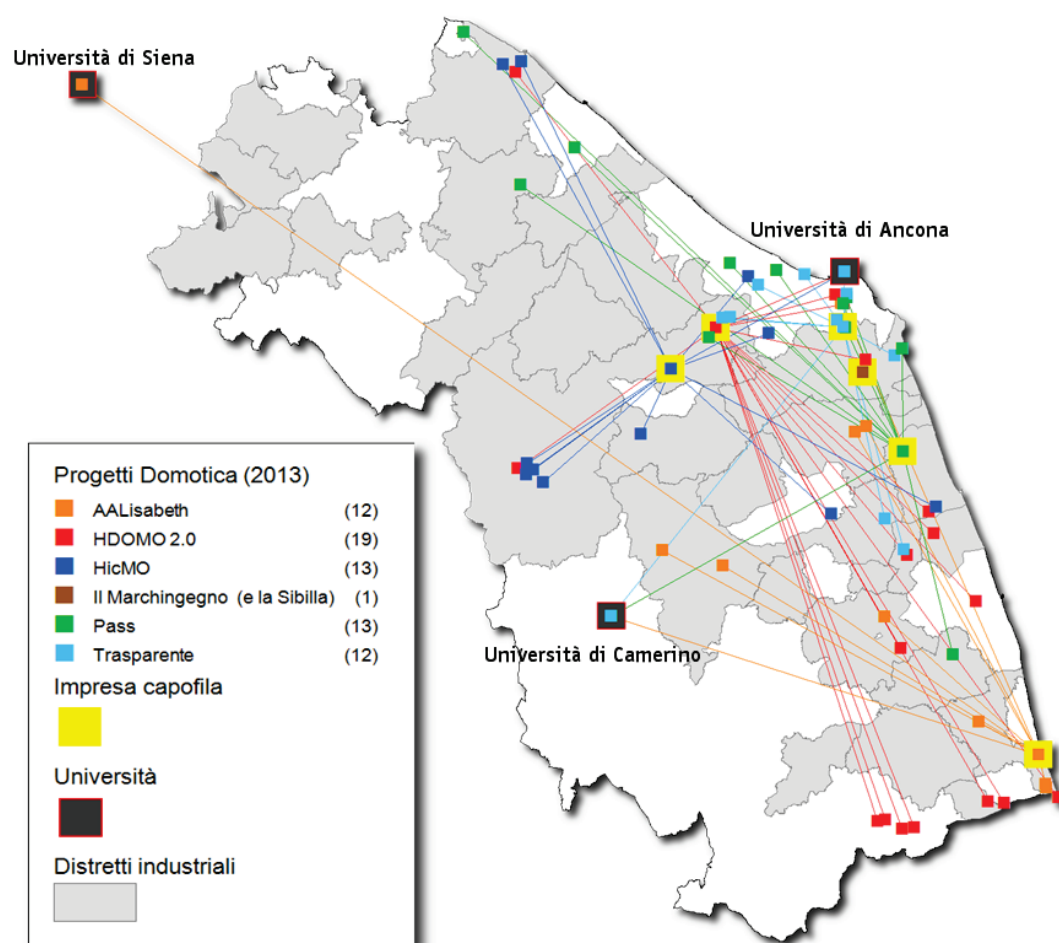 Università di Siena
Università di Ancona
Università di Camerino
Progetti Domotica (2013)
AALisabeth (12)
HDOMO 2.0 (19)
HicMO (13)
Il Marchingegno (e la Sibilla) (1)
Pass (13)
Trasparente (12)
Impresa capofila
Università
Distretti industriali